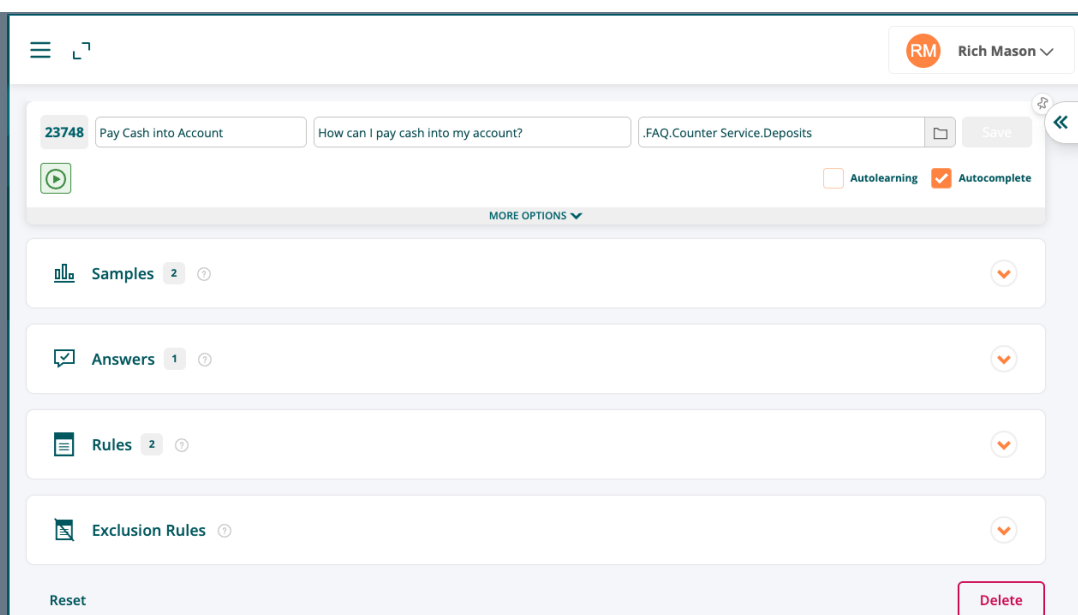 RM Rich Mason
23748 Pay Cash into Account How can I pay cash into my account? .FAQ.Counter Service.Deposits Save
Autolearning Autocomplete
MORE OPTIONS
Samples 2 ?
Answers 1 ?
Rules 2 ?
Exclusion Rules ?
Reset Delete